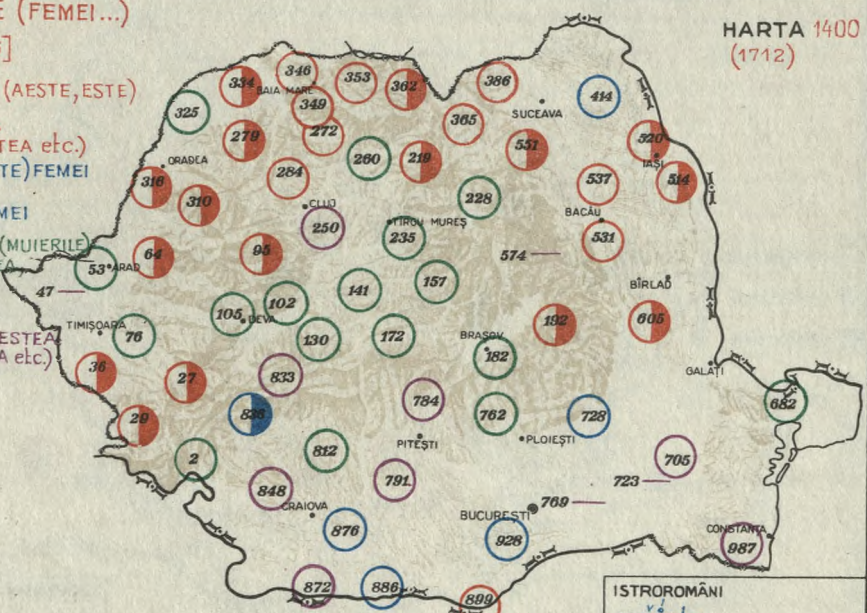 E (FEMEI...)
HARTA 1400
(1712)
(AESTE, ESTE)
TEA etc.)
TE) FEMEI
MEI
(MUIERILE)
ESTEA
A etc.)
346
353
362
386
334
BAIA MARE
349
325
414
SUCEAVA
365
272
279
551
520
IAȘI
260
219
ORADEA
316
284
310
537
514
228
CLUJ
250
TÎRGU MUREȘ
235
BACĂU
531
64
95
574
53
ARAD
47
157
BÎRLAD
141
102
105
DEVA
192
605
TIMIȘOARA
76
130
172
BRAȘOV
182
36
27
833
GALAȚI
784
762
728
682
29
PITEȘTI
PLOIEȘTI
812
2
705
848
791
723
CRAIOVA
769
BUCUREȘTI
876
928
CONSTANȚA
987
872
886
899
ISTROROMÂNI